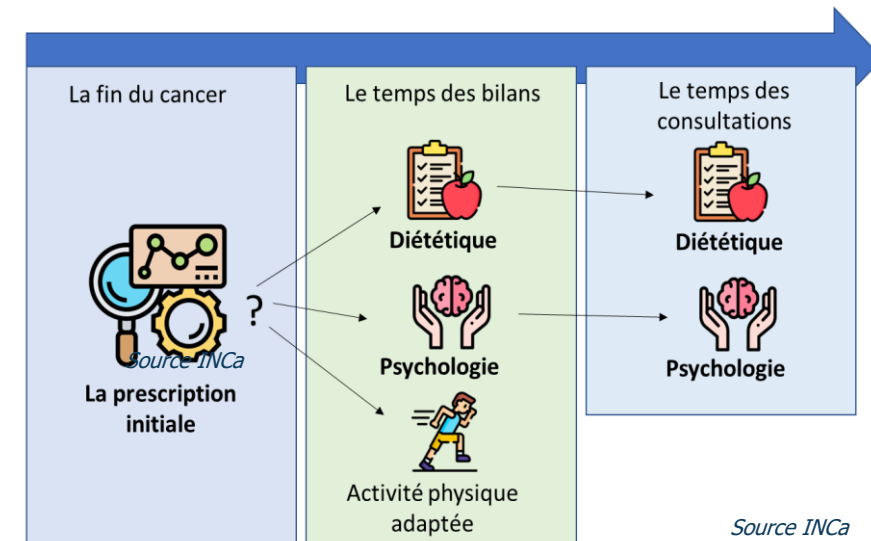 La fin du cancer
?
Source INCa
La prescription
initiale
Le temps des bilans
Diététique
Psychologie
Activité physique
adaptée
Le temps des
consultations
Diététique
Psychologie
Source INCa